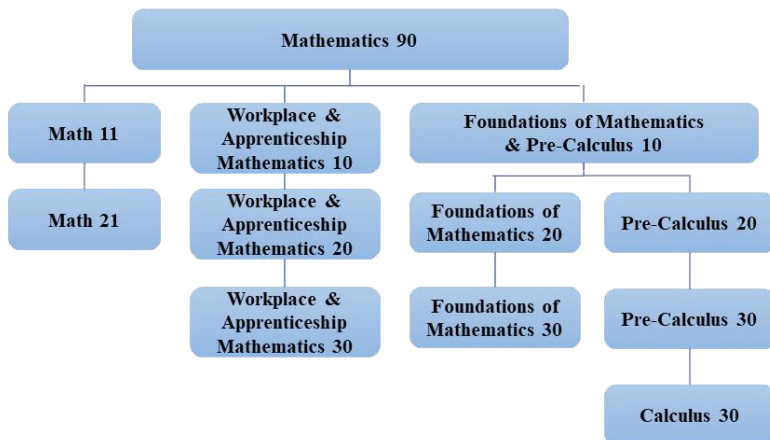 Mathematics 90
Math 11
Workplace &
Apprenticeship
Mathematics 10
Foundations of Mathematics
& Pre-Calculus 10
Math 21
Workplace &
Apprenticeship
Mathematics 20
Foundations of
Mathematics 20
Pre-Calculus 20
Workplace &
Apprenticeship
Mathematics 30
Foundations of
Mathematics 30
Pre-Calculus 30
Calculus 30